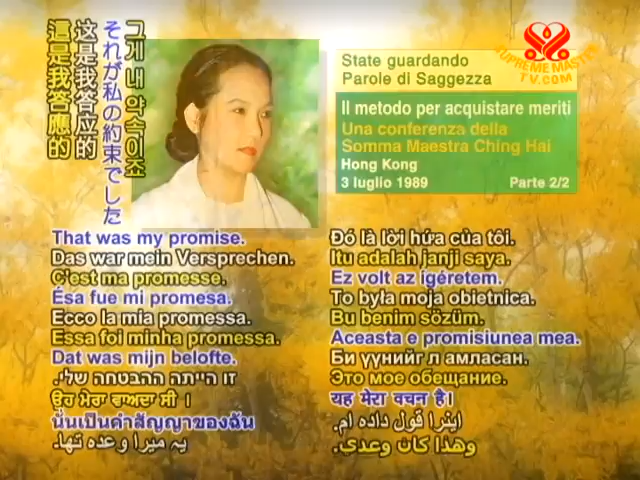 這是我答應的
这是我答应的
それが私の約束でした
그게 내 약속이죠
State guardando
Parole di Saggezza
SUPREME MASTER
TV.COM
Il metodo per acquistare meriti
Una conferenza della
Somma Maestra Ching Hai
Hong Kong
3 luglio 1989 Parte 2/2
That was my promise.
Das war mein Versprechen.
C'est ma promesse.
Ésa fue mi promesa.
Ecco la mia promessa.
Essa foi minha promessa.
Dat was mijn belofte.
זו הייתה ההבטחה שלי.
ਉਹ ਮੇਰਾ ਵਾਅਦਾ ਸੀ ।
นั่นเป็นคำสัญญาของฉัน
یہ میرا وعدہ تھا.
Đó là lời hứa của tôi.
Itu adalah janji saya.
Ez volt az ígéretem.
To była moja obietnica.
Bu benim sözüm.
Aceasta e promisiunea mea.
Би үүнийг л амласан.
Это мое обещание.
यह मेरा वचन है।
اینرا قول داده ام.
وهذا كان وعدي.